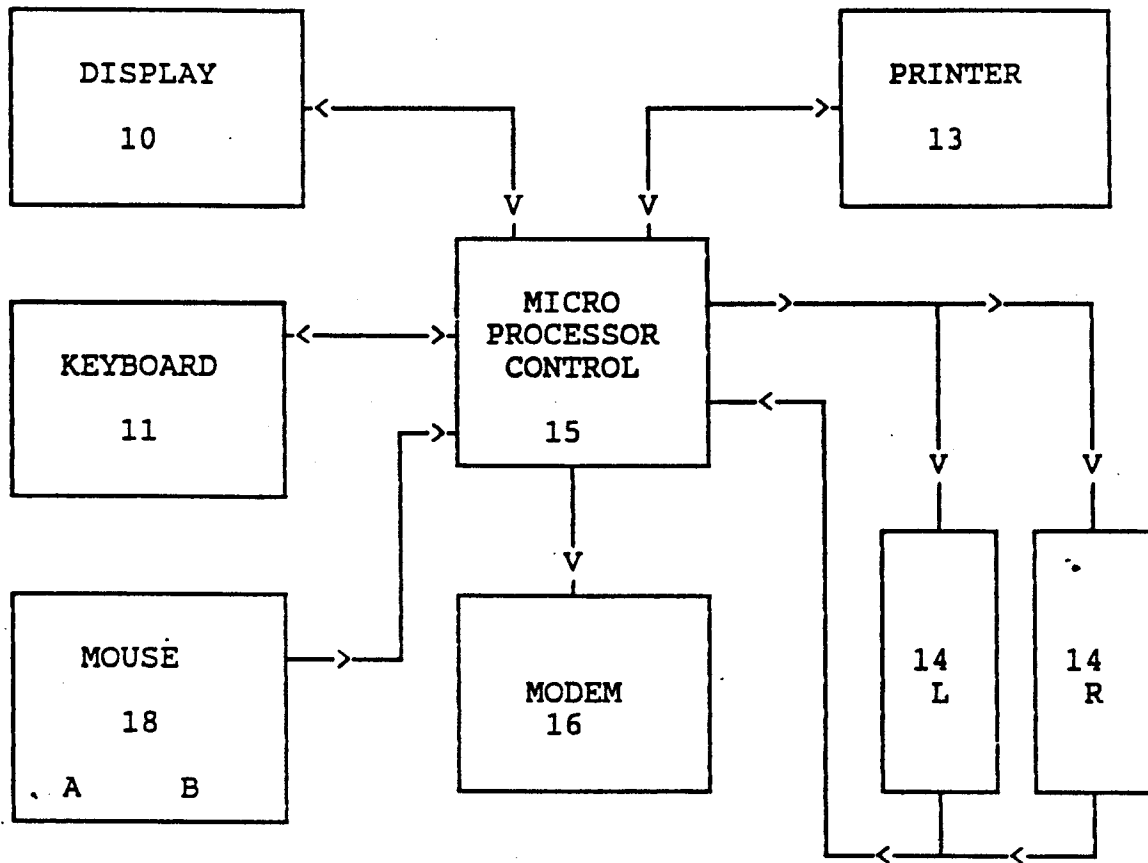 DISPLAY
10
PRINTER
13
MICRO
PROCESSOR
CONTROL
15
KEYBOARD
11
MOUSE
18
A B
MODEM
16
14
L
14
R